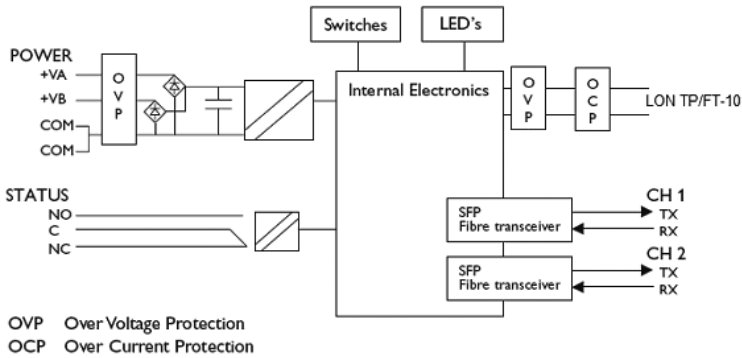 Switches
LED's
POWER
+VA
+VB
COM
COM
O
V
P
Internal Electronics
O
V
P
O
C
P
LON TP/FT-10
STATUS
NO
C
NC
SFP
Fibre transceiver
CH 1
TX
RX
SFP
Fibre transceiver
CH 2
TX
RX
OVP Over Voltage Protection
OCP Over Current Protection